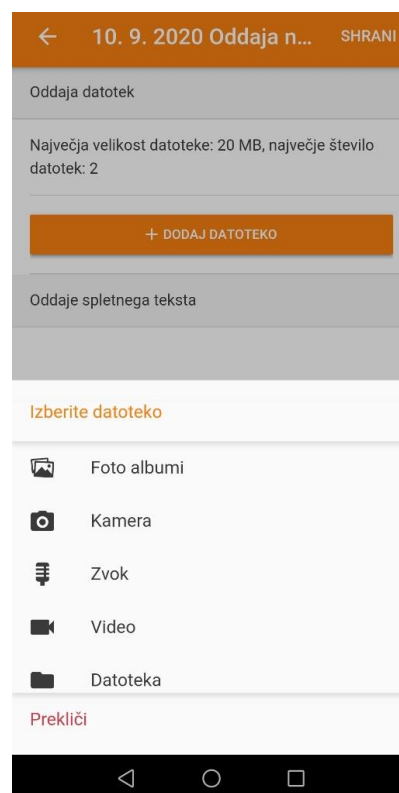 10. 9. 2020 Oddaja n... SHRANI
Oddaja datotek
Največja velikost datoteke: 20 MB, največje število
datotek: 2
+ DODAJ DATOTEKO
Oddaje spletnega teksta
Izberite datoteko
Foto albumi
Kamera
Zvok
Video
Datoteka
Prekliči